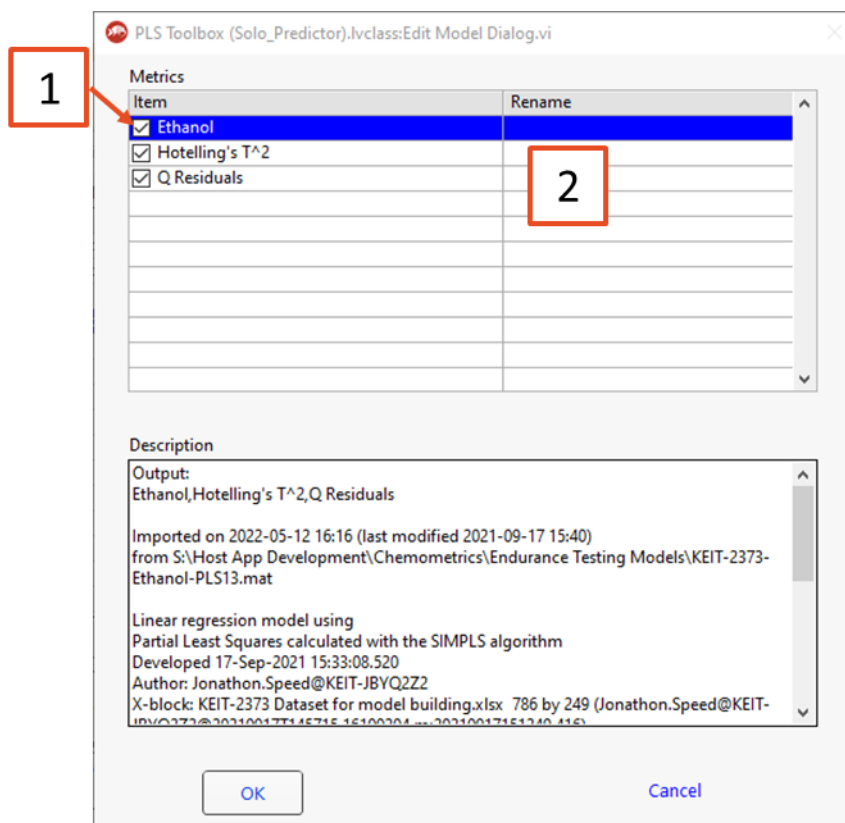 PLS Toolbox (Solo_Predictor).lvclass:Edit Model Dialog.vi
1
Metrics
Item Rename
Ethanol
Hotelling's T^2
Q Residuals
2
Description
Output:
Ethanol,Hotelling's T^2,Q Residuals
Imported on 2022-05-12 16:16 (last modified 2021-09-17 15:40)
from S:\Host App Development\Chemometrics\Endurance Testing Models\KEIT-2373-
Ethanol-PLS13.mat
Linear regression model using
Partial Least Squares calculated with the SIMPLS algorithm
Developed 17-Sep-2021 15:33:08.520
Author: Jonathon.Speed@KEIT-JBYQ2Z2
X-block: KEIT-2373 Dataset for model building.xlsx 786 by 249 (Jonathon.Speed@KEIT-
OK Cancel